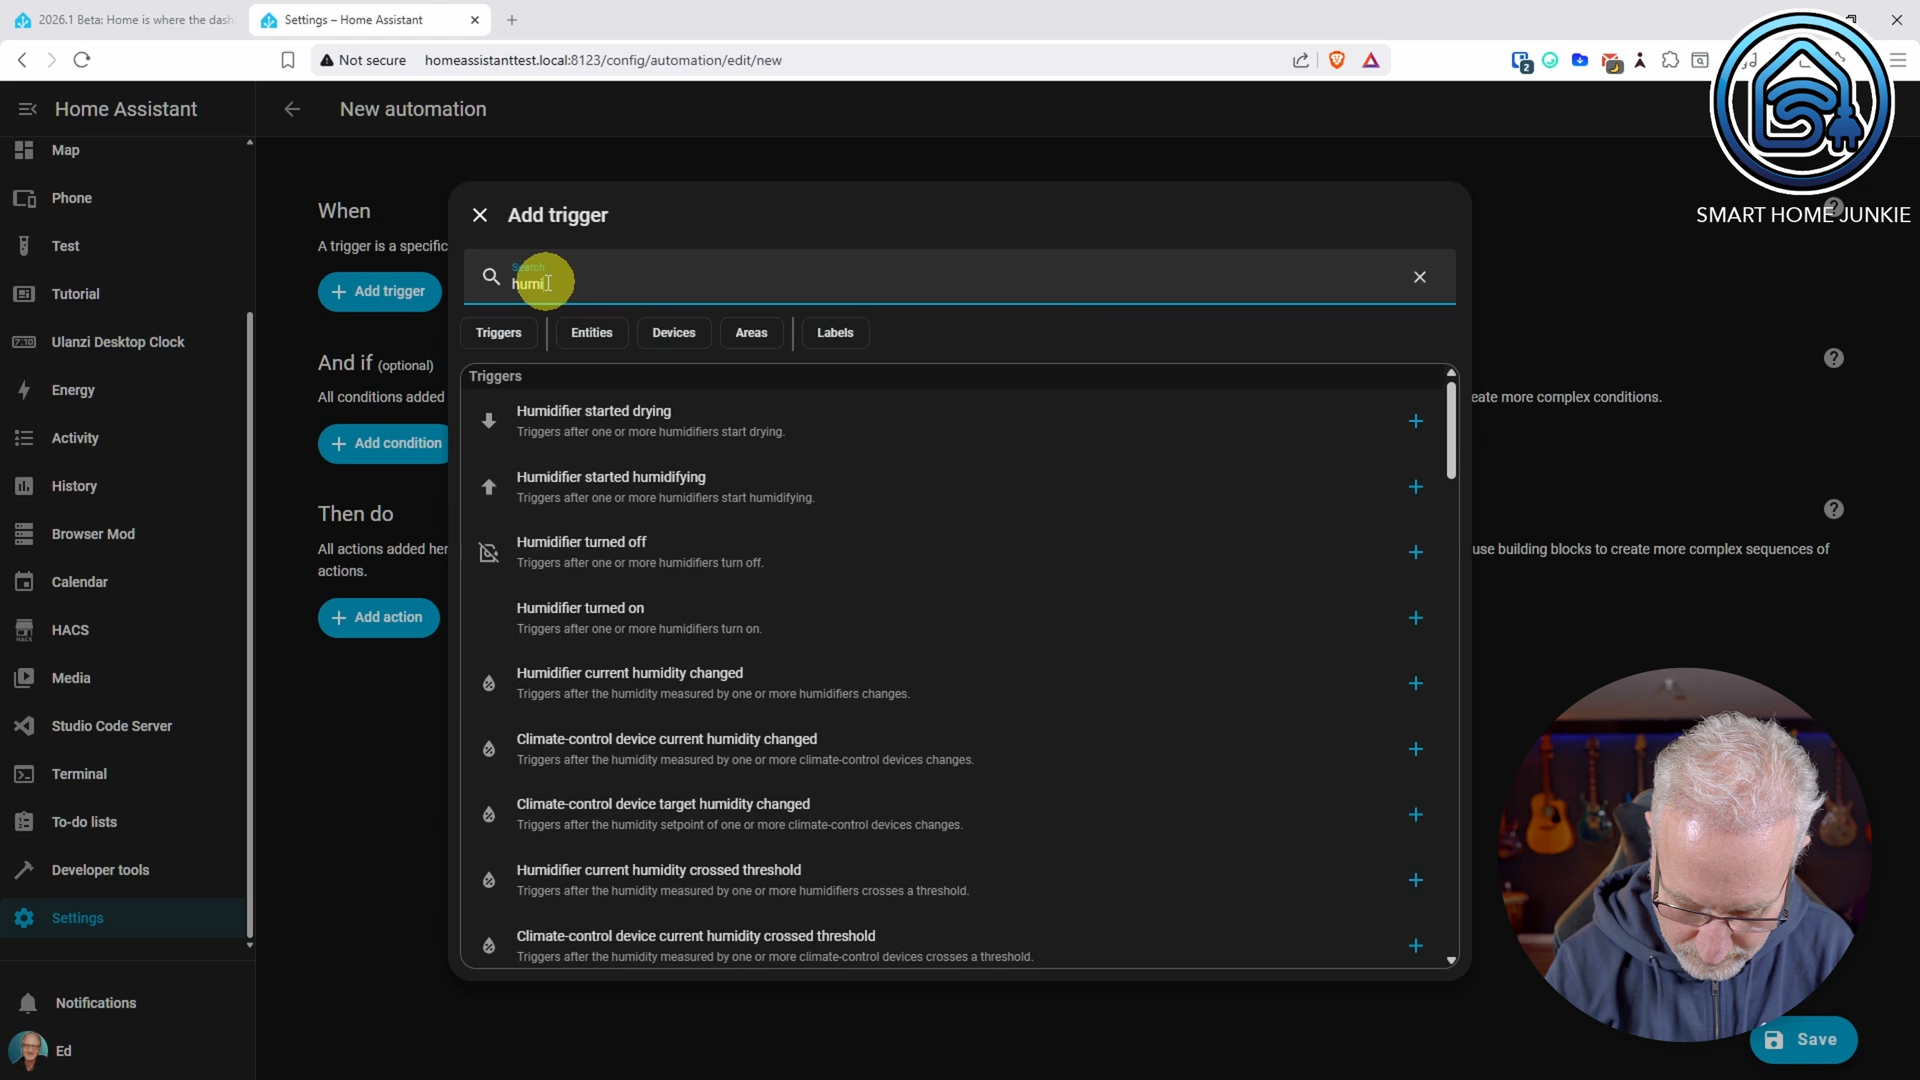 2026.1 Beta: Home is where the dash
Settings – Home Assistant
Not secure
homeassistanttest.local:8123/config/automation/edit/new
2
Home Assistant
New automation
SMART HOME JUNKIE
Map
Phone
Test
Tutorial
7:10
Ulanzi Desktop Clock
Energy
Activity
History
Browser Mod
Calendar
HACS
HACS
Media
Studio Code Server
Terminal
To-do lists
Developer tools
Settings
Notifications
Ed
When
A trigger is a specific
Add trigger
And if (optional)
All conditions added
eate more complex conditions.
Add condition
Then do
All actions added her
use building blocks to create more complex sequences of
actions.
Add action
Add trigger
Search
humi
Triggers
Entities
Devices
Areas
Labels
Triggers
Humidifier started drying
Triggers after one or more humidifiers start drying.
Humidifier started humidifying
Triggers after one or more humidifiers start humidifying.
Humidifier turned off
Triggers after one or more humidifiers turn off.
Humidifier turned on
Triggers after one or more humidifiers turn on.
Humidifier current humidity changed
Triggers after the humidity measured by one or more humidifiers changes.
Climate-control device current humidity changed
Triggers after the humidity measured by one or more climate-control devices changes.
Climate-control device target humidity changed
Triggers after the humidity setpoint of one or more climate-control devices changes.
Humidifier current humidity crossed threshold
Triggers after the humidity measured by one or more humidifiers crosses a threshold.
Climate-control device current humidity crossed threshold
Triggers after the humidity measured by one or more climate-control devices crosses a threshold.
Save